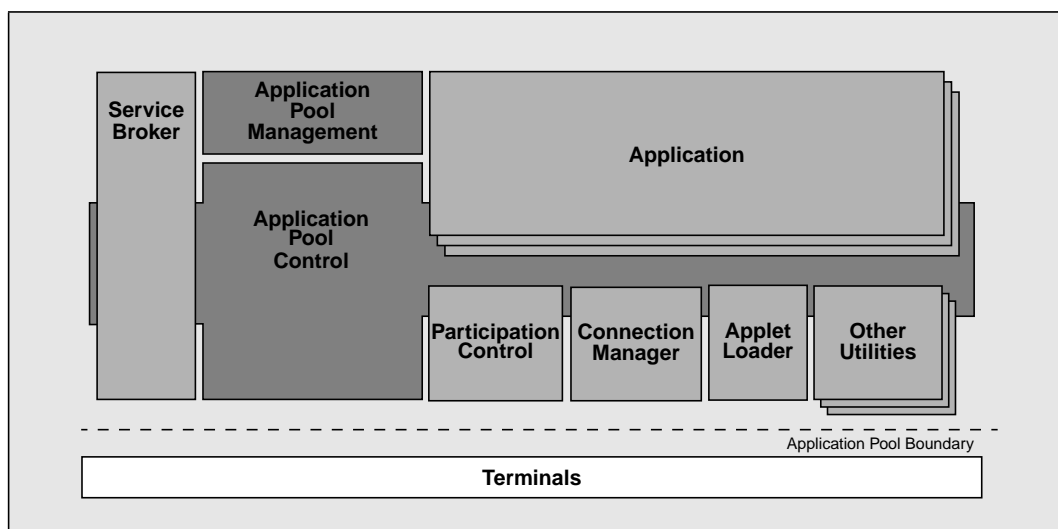 Service
Broker
Application
Pool
Management
Application
Application
Pool
Control
Participation
Control
Connection
Manager
Applet
Loader
Other
Utilities
Application Pool Boundary
Terminals